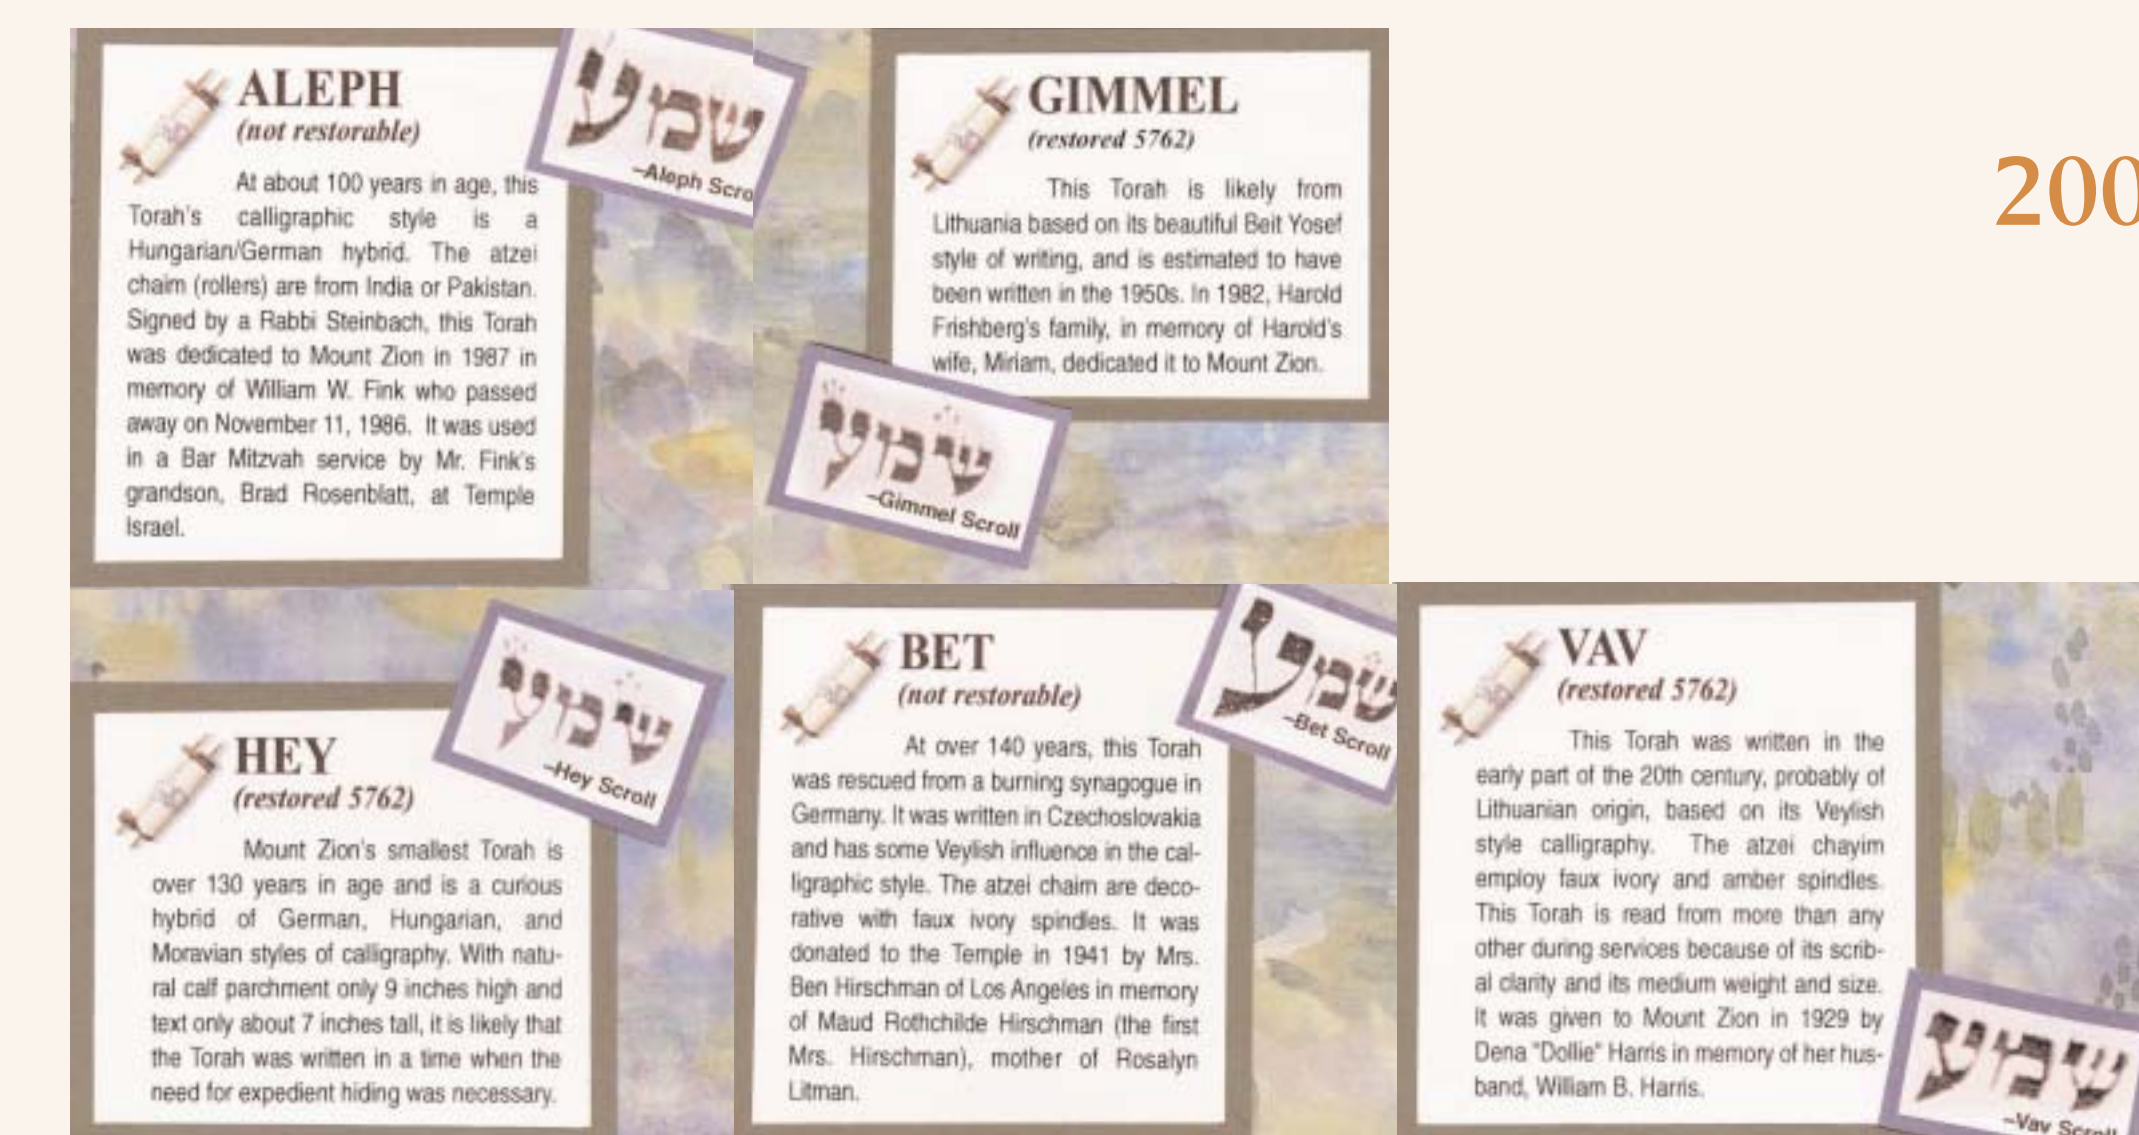 ALEPH
(not restorable)
At about 100 years in age, this
Torah's calligraphic style is a
Hungarian/German hybrid. The atzei
chaim (rollers) are from India or Pakistan.
Signed by a Rabbi Steinbach, this Torah
was dedicated to Mount Zion in 1987 in
memory of William W. Fink who passed
away on November 11, 1986. It was used
in a Bar Mitzvah service by Mr. Fink's
grandson, Brad Rosenblatt, at Temple
Israel.
שמע
–Aleph Scro
GIMMEL
(restored 5762)
This Torah is likely from
Lithuania based on its beautiful Beit Yosef
style of writing, and is estimated to have
been written in the 1950s. In 1982, Harold
Frishberg's family, in memory of Harold's
wife, Miriam, dedicated it to Mount Zion.
שמע
–Gimmel Scroll
200
HEY
(restored 5762)
Mount Zion's smallest Torah is
over 130 years in age and is a curious
hybrid of German, Hungarian, and
Moravian styles of calligraphy. With natu-
ral calf parchment only 9 inches high and
text only about 7 inches tall, it is likely that
the Torah was written in a time when the
need for expedient hiding was necessary.
שמע
–Hey Scroll
BET
(not restorable)
At over 140 years, this Torah
was rescued from a burning synagogue in
Germany. It was written in Czechoslovakia
and has some Veylish influence in the cal-
ligraphic style. The atzei chaim are deco-
rative with faux ivory spindles. It was
donated to the Temple in 1941 by Mrs.
Ben Hirschman of Los Angeles in memory
of Maud Rothchilde Hirschman (the first
Mrs. Hirschman), mother of Rosalyn
Litman.
שמע
–Bet Scroll
VAV
(restored 5762)
This Torah was written in the
early part of the 20th century, probably of
Lithuanian origin, based on its Veylish
style calligraphy. The atzei chayim
employ faux ivory and amber spindles.
This Torah is read from more than any
other during services because of its scrib-
al clarity and its medium weight and size.
It was given to Mount Zion in 1929 by
Dena "Dollie" Harris in memory of her hus-
band, William B. Harris.
שמע
–Vav Scroll